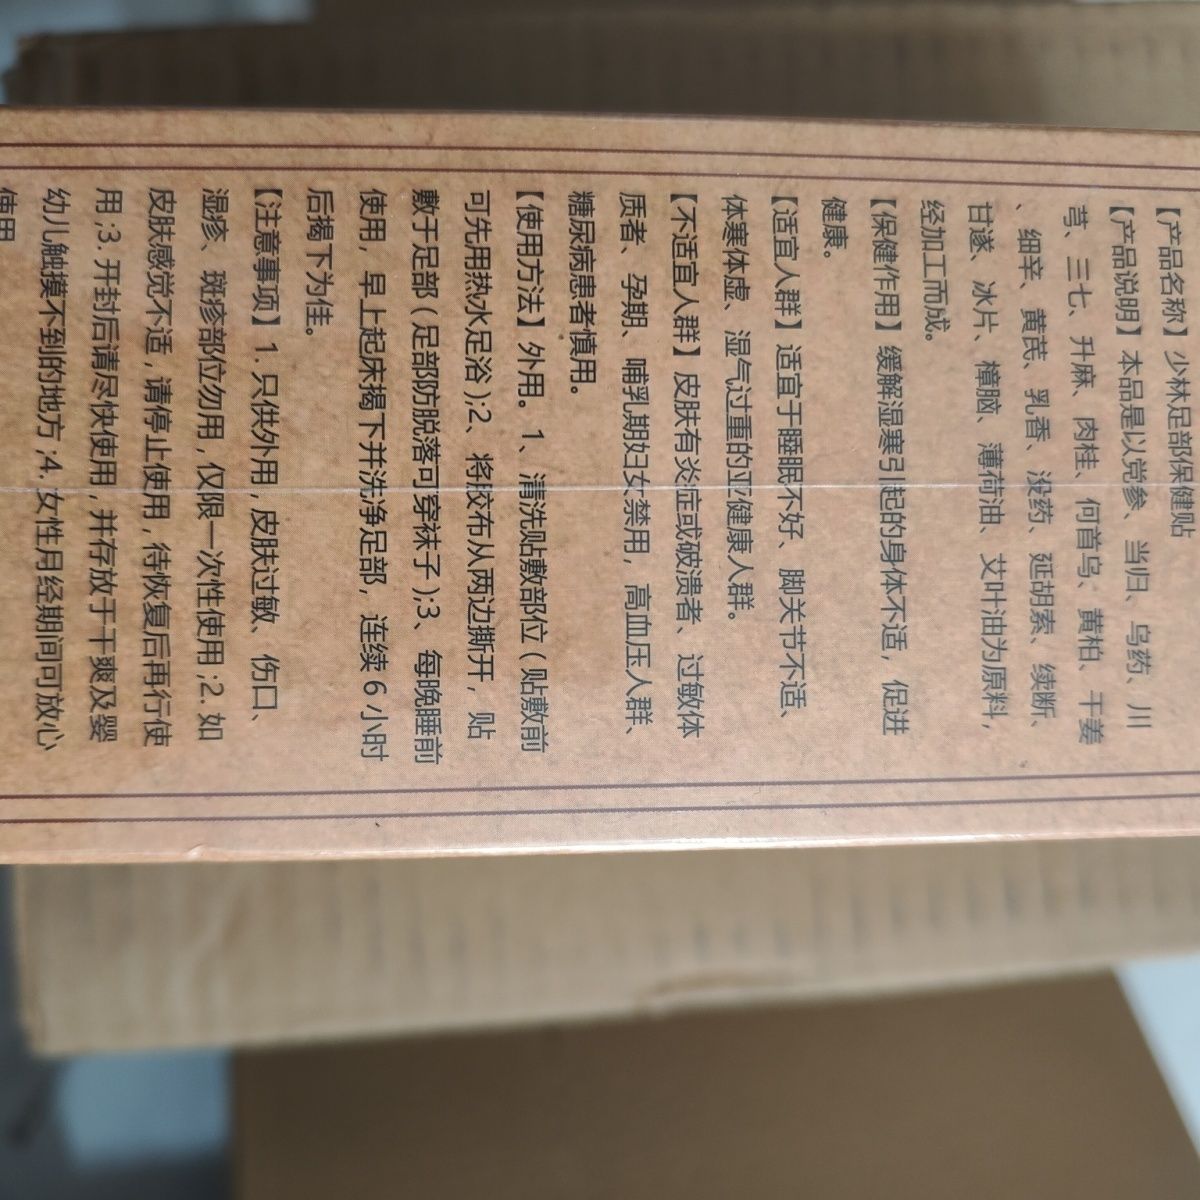 【产品名称】少林足部保健贴
【产品说明】本品是以党参、当归、乌药、川
芎、三七、升麻、肉桂、何首乌、黄柏、干姜
、细辛、黄芪、乳香、没药、延胡索、续断、
甘遂、冰片、樟脑、薄荷油、艾叶油为原料,
经加工而成。
【保健作用】缓解湿寒引起的身体不适，促进
健康。
【适宜人群】适宜于睡眠不好、脚关节不适、
体寒体虚、湿气过重的亚健康人群。
【不适宜人群】皮肤有炎症或破溃者、过敏体
质者、孕期、哺乳期妇女禁用，高血压人群、
糖尿病患者慎用。
【使用方法】外用。1、清洗贴敷部位(贴敷前
可先用热水足浴);2、将胶布从两边撕开，贴
敷于足部(足部防脱落可穿袜子);3、每晚睡前
使用，早上起床揭下并洗净足部，连续6小时
后揭下为佳。
【注意事项】1.只供外用,皮肤过敏、伤口、
湿疹、斑疹部位勿用,仅限一次性使用;2.如
皮肤感觉不适,请停止使用,待恢复后再行使
用;3.开封后请尽快使用,并存放于干爽及婴
幼儿触摸不到的地方;4.女性月经期间可放心
使用